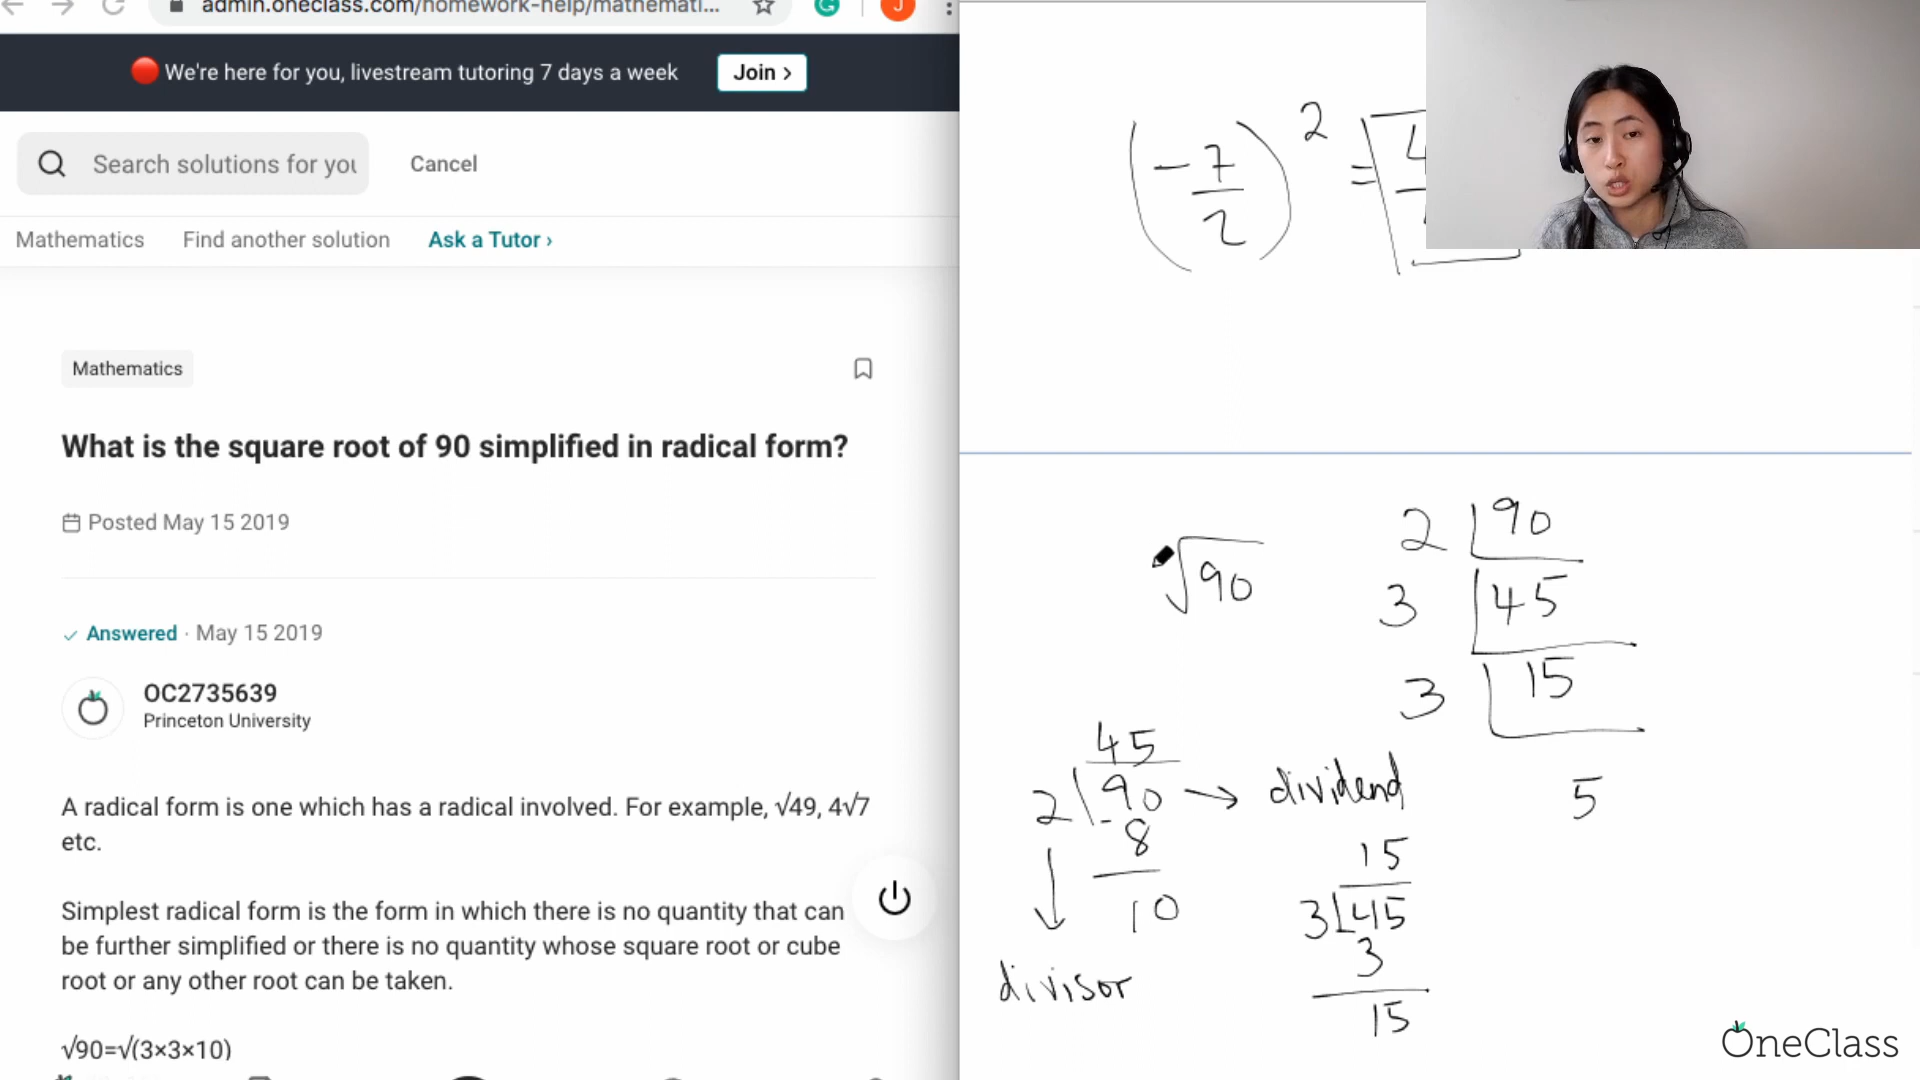 admin.oneclass.com/homework-help/mathemati...
J
We're here for you, livestream tutoring 7 days a week
Join ›
Search solutions for you
Cancel
Mathematics
Find another solution
Ask a Tutor ›
Mathematics
What is the square root of 90 simplified in radical form?
Posted May 15 2019
Answered · May 15 2019
OC2735639
Princeton University
A radical form is one which has a radical involved. For example, √49, 4√7
etc.
Simplest radical form is the form in which there is no quantity that can
be further simplified or there is no quantity whose square root or cube
root or any other root can be taken.
√90=√(3×3×10)
(-7/2)² = 4
√90
2 90
3 45
3 15
5
45
2 90 → dividend
- 8
10
divisor
15
3 45
3
15
OneClass